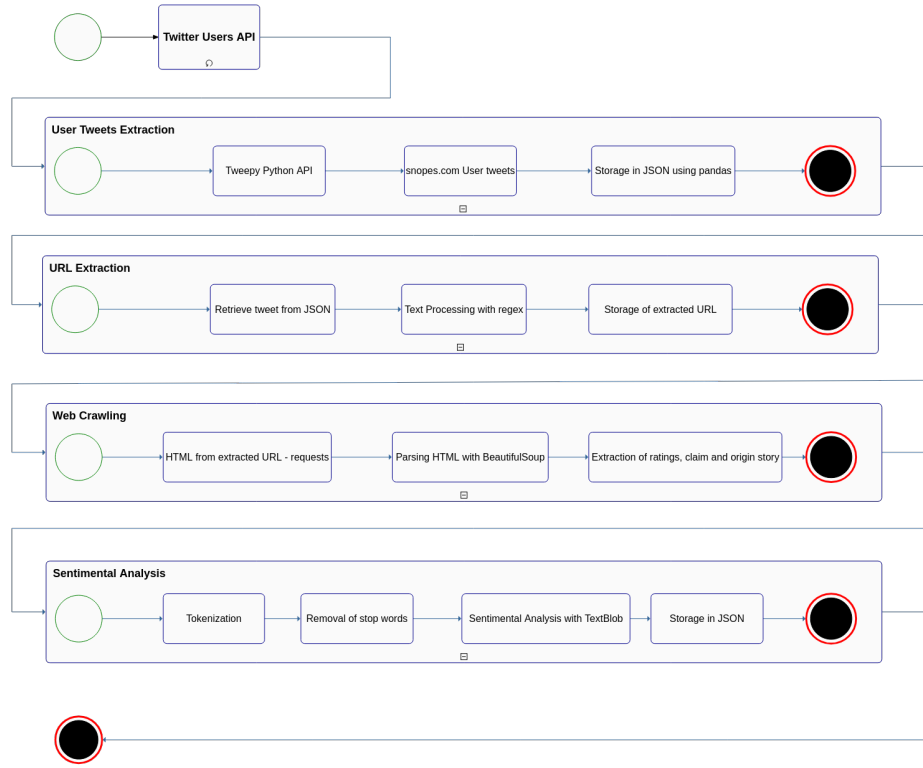 Twitter Users API
User Tweets Extraction
Tweepy Python API
snopes.com User tweets
Storage in JSON using pandas
URL Extraction
Retrieve tweet from JSON
Text Processing with regex
Storage of extracted URL
Web Crawling
HTML from extracted URL - requests
Parsing HTML with BeautifulSoup
Extraction of ratings, claim and origin story
Sentimental Analysis
Tokenization
Removal of stop words
Sentimental Analysis with TextBlob
Storage in JSON